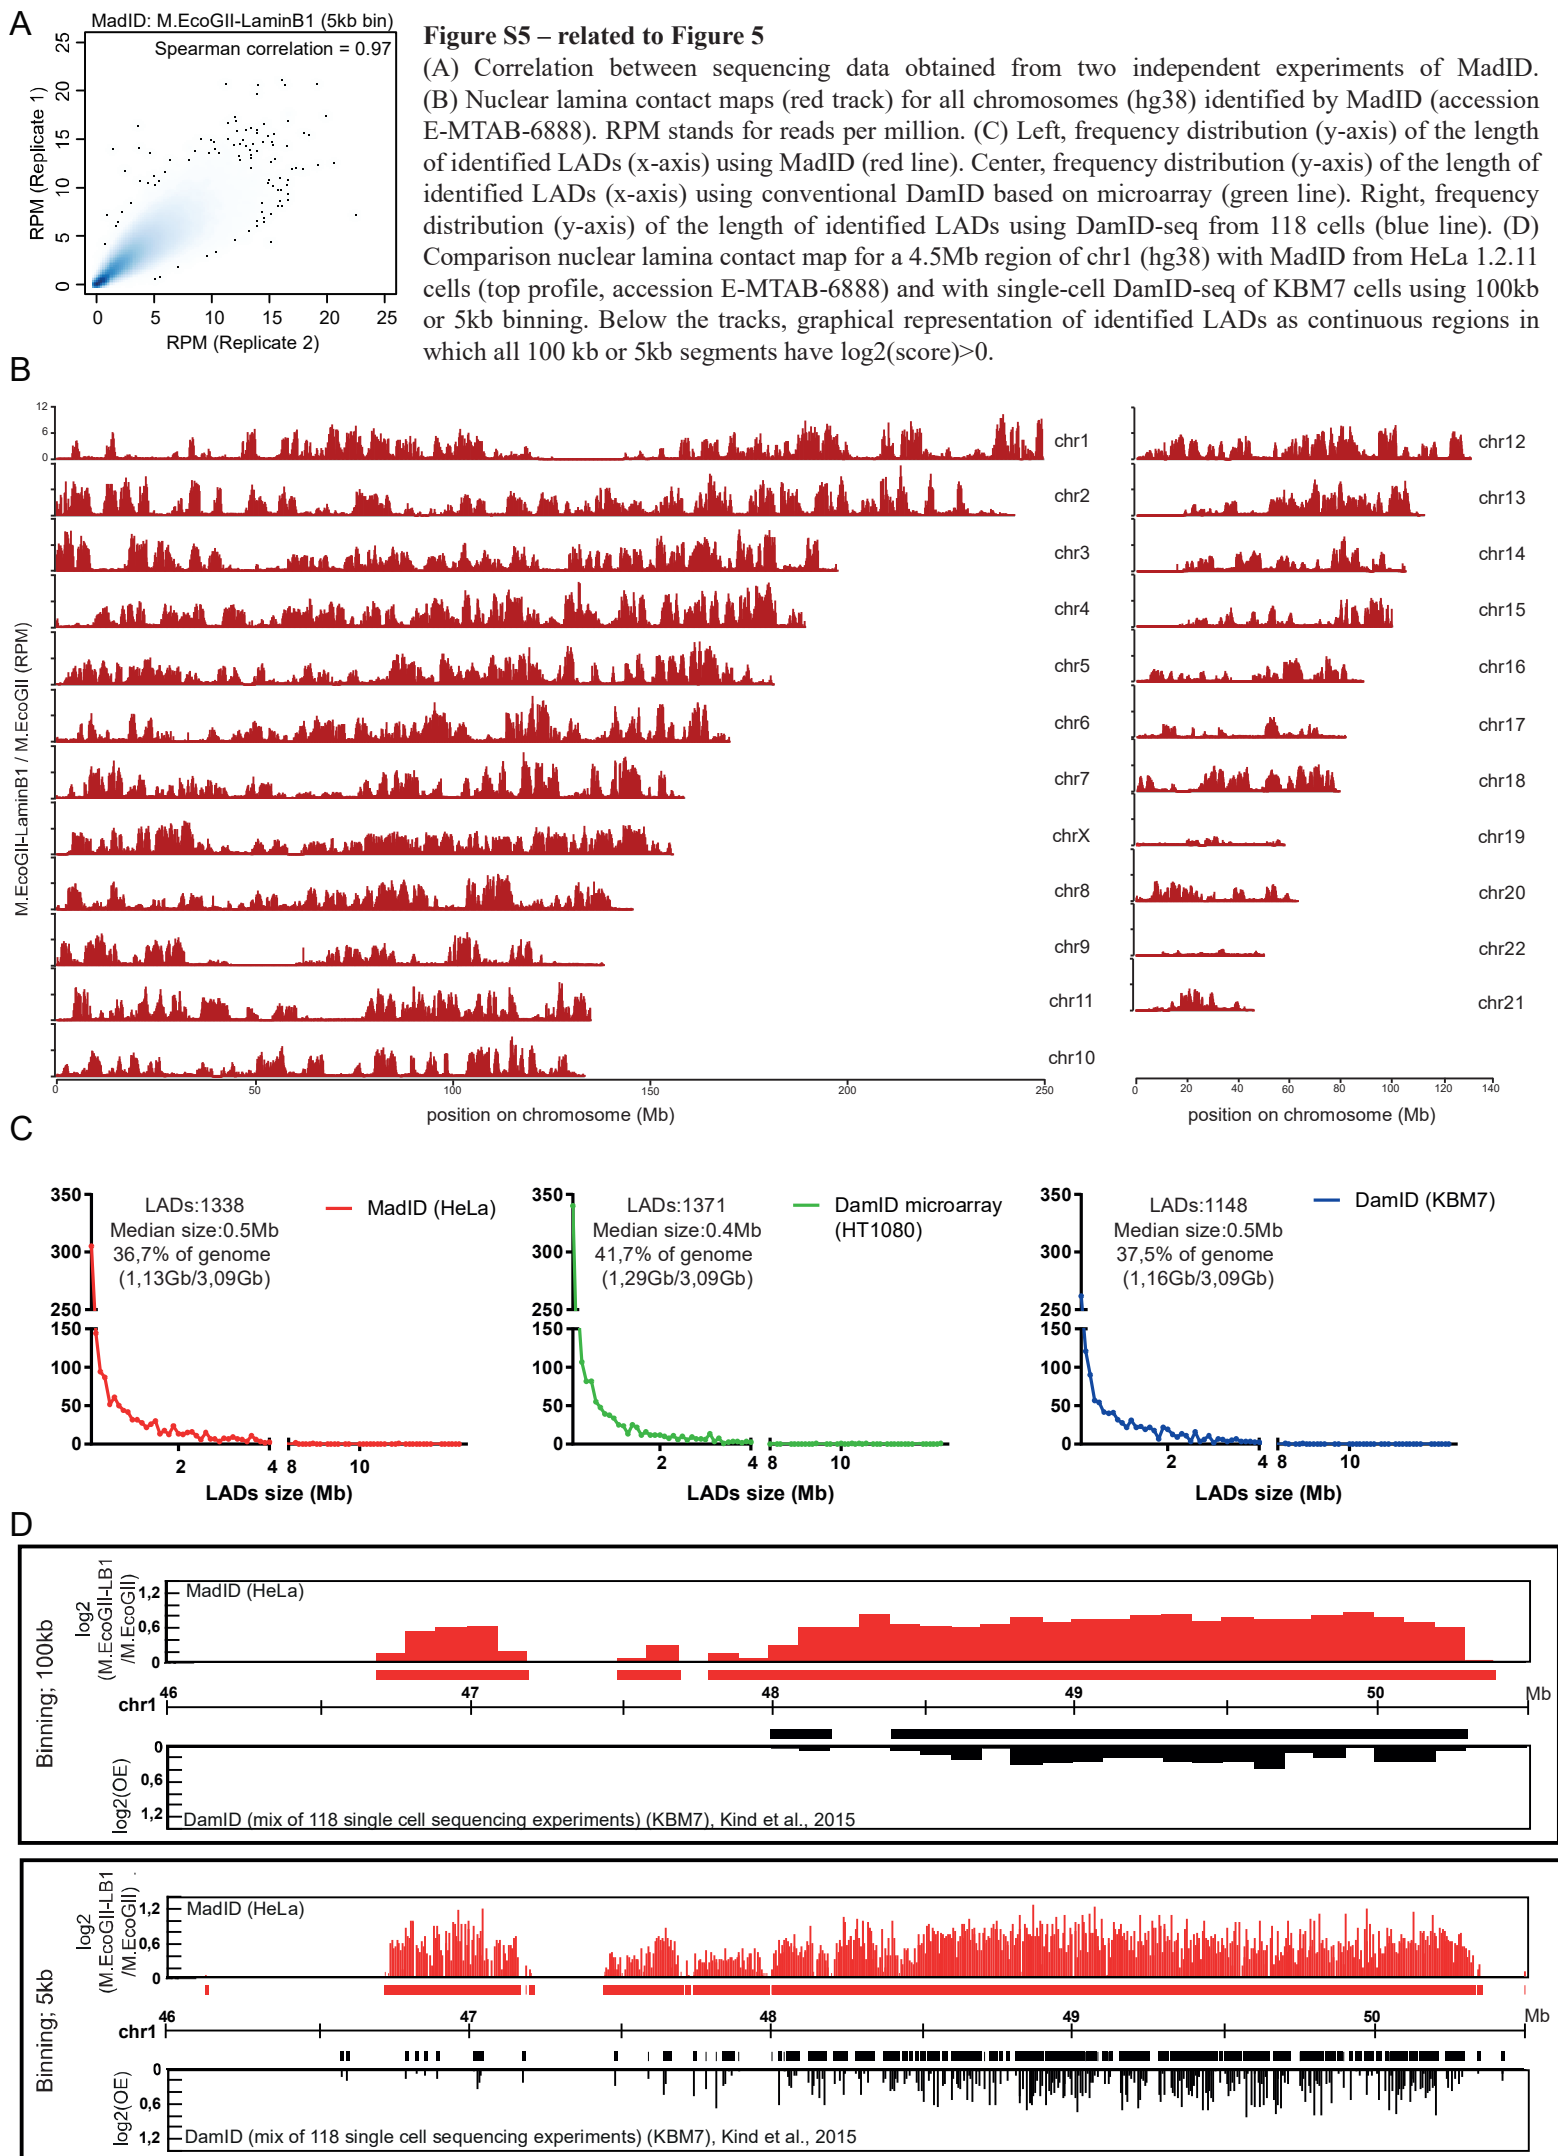 A
MadID: M.EcoGII-LaminB1 (5kb bin)
Spearman correlation = 0.97
25
20
15
10
5
0
RPM (Replicate 1)
0 5 10 15 20 25
RPM (Replicate 2)
Figure S5 – related to Figure 5
(A) Correlation between sequencing data obtained from two independent experiments of MadID.
(B) Nuclear lamina contact maps (red track) for all chromosomes (hg38) identified by MadID (accession
E-MTAB-6888). RPM stands for reads per million. (C) Left, frequency distribution (y-axis) of the length
of identified LADs (x-axis) using MadID (red line). Center, frequency distribution (y-axis) of the length of
identified LADs (x-axis) using conventional DamID based on microarray (green line). Right, frequency
distribution (y-axis) of the length of identified LADs using DamID-seq from 118 cells (blue line). (D)
Comparison nuclear lamina contact map for a 4.5Mb region of chr1 (hg38) with MadID from HeLa 1.2.11
cells (top profile, accession E-MTAB-6888) and with single-cell DamID-seq of KBM7 cells using 100kb
or 5kb binning. Below the tracks, graphical representation of identified LADs as continuous regions in
which all 100 kb or 5kb segments have log2(score)>0.
B
M.EcoGII-LaminB1 / M.EcoGII (RPM)
12
6
0
chr1
chr2
chr3
chr4
chr5
chr6
chr7
chrX
chr8
chr9
chr11
chr10
0 50 100 150 200 250
position on chromosome (Mb)
chr12
chr13
chr14
chr15
chr16
chr17
chr18
chr19
chr20
chr22
chr21
0 20 40 60 80 100 120 140
position on chromosome (Mb)
C
350
300
250
150
100
50
0
LADs:1338
Median size:0.5Mb
36,7% of genome
(1,13Gb/3,09Gb)
MadID (HeLa)
2 4 8 10
LADs size (Mb)
350
300
250
150
100
50
0
LADs:1371
Median size:0.4Mb
41,7% of genome
(1,29Gb/3,09Gb)
DamID microarray
(HT1080)
2 4 8 10
LADs size (Mb)
350
300
250
150
100
50
0
LADs:1148
Median size:0.5Mb
37,5% of genome
(1,16Gb/3,09Gb)
DamID (KBM7)
2 4 8 10
LADs size (Mb)
D
Binning; 100kb
log2
(M.EcoGII-LB1
/M.EcoGII)
1,2
0,6
0
MadID (HeLa)
46 47 48 49 50 Mb
chr1
log2(OE)
0
0,6
1,2
DamID (mix of 118 single cell sequencing experiments) (KBM7), Kind et al., 2015
Binning; 5kb
log2
(M.EcoGII-LB1
/M.EcoGII)
1,2
0,6
0
MadID (HeLa)
46 47 48 49 50 Mb
chr1
log2(OE)
0
0,6
1,2
DamID (mix of 118 single cell sequencing experiments) (KBM7), Kind et al., 2015